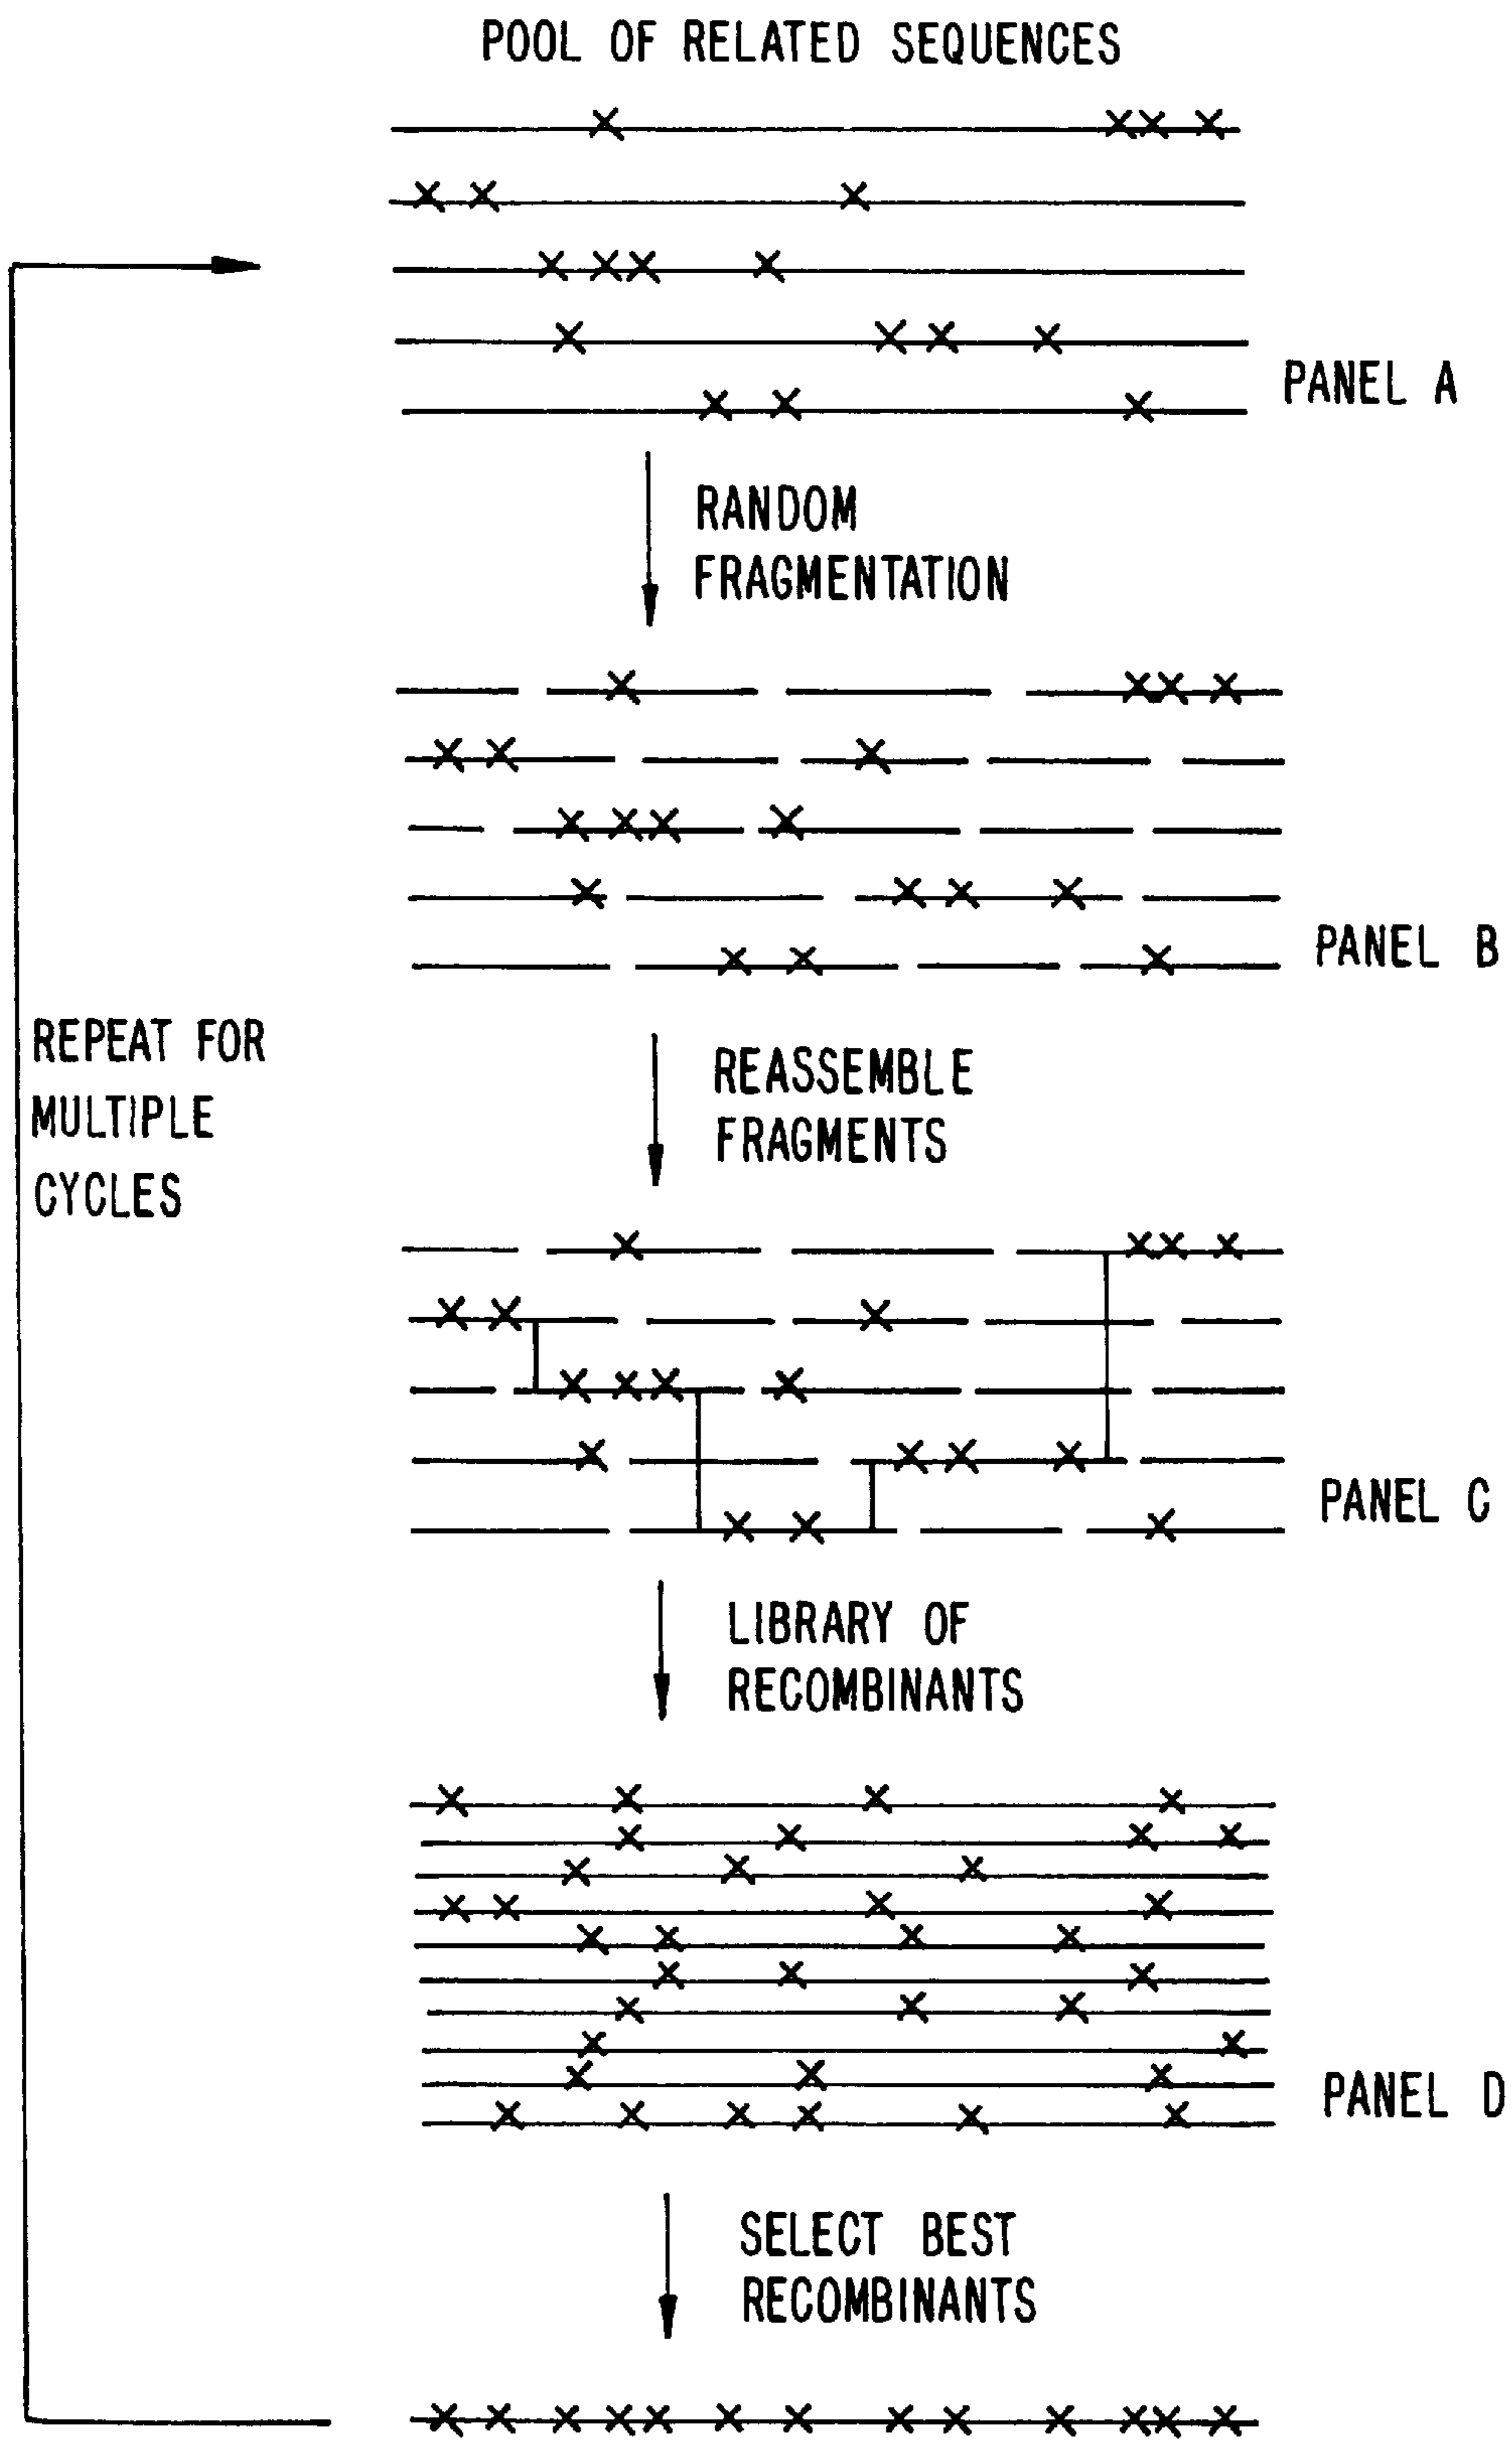 POOL OF RELATED SEQUENCES
PANEL A
RANDOM
FRAGMENTATION
PANEL B
REPEAT FOR
MULTIPLE
CYCLES
REASSEMBLE
FRAGMENTS
PANEL C
LIBRARY OF
RECOMBINANTS
PANEL D
SELECT BEST
RECOMBINANTS